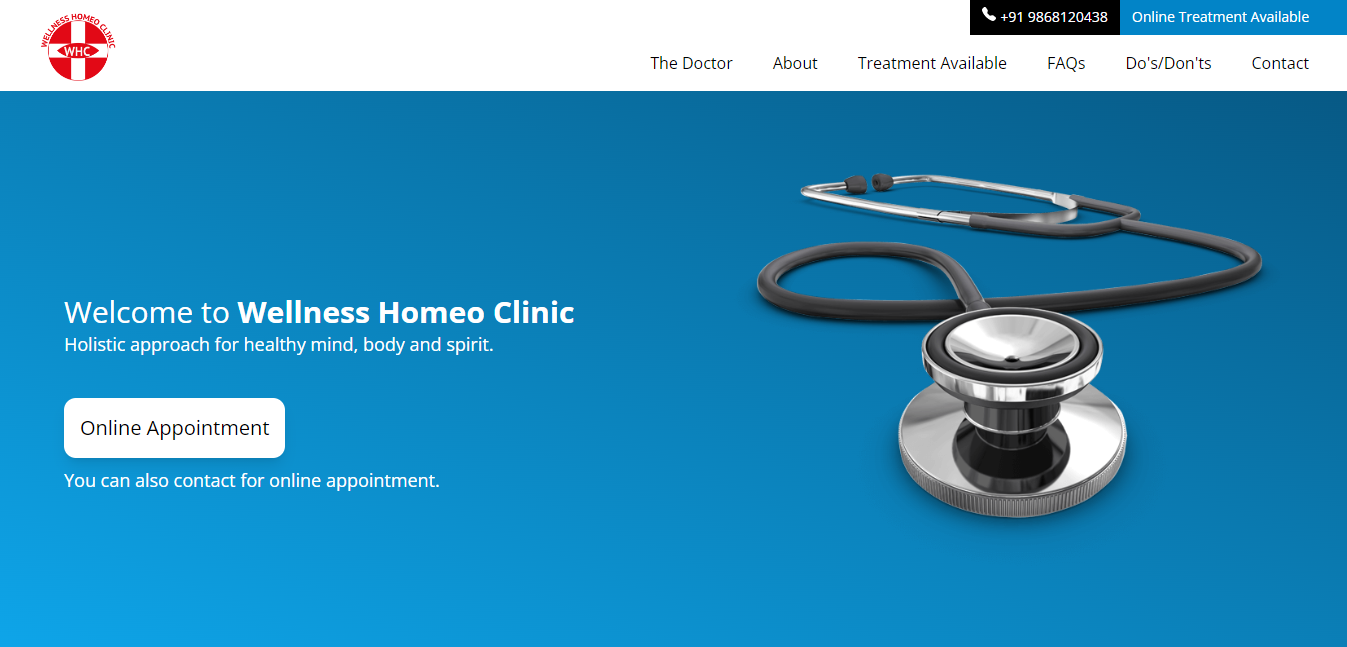 WELLNESS HOMEO CLINIC
WHC
+91 9868120438
Online Treatment Available
The Doctor
About
Treatment Available
FAQs
Do's/Don'ts
Contact
Welcome to Wellness Homeo Clinic
Holistic approach for healthy mind, body and spirit.
Online Appointment
You can also contact for online appointment.